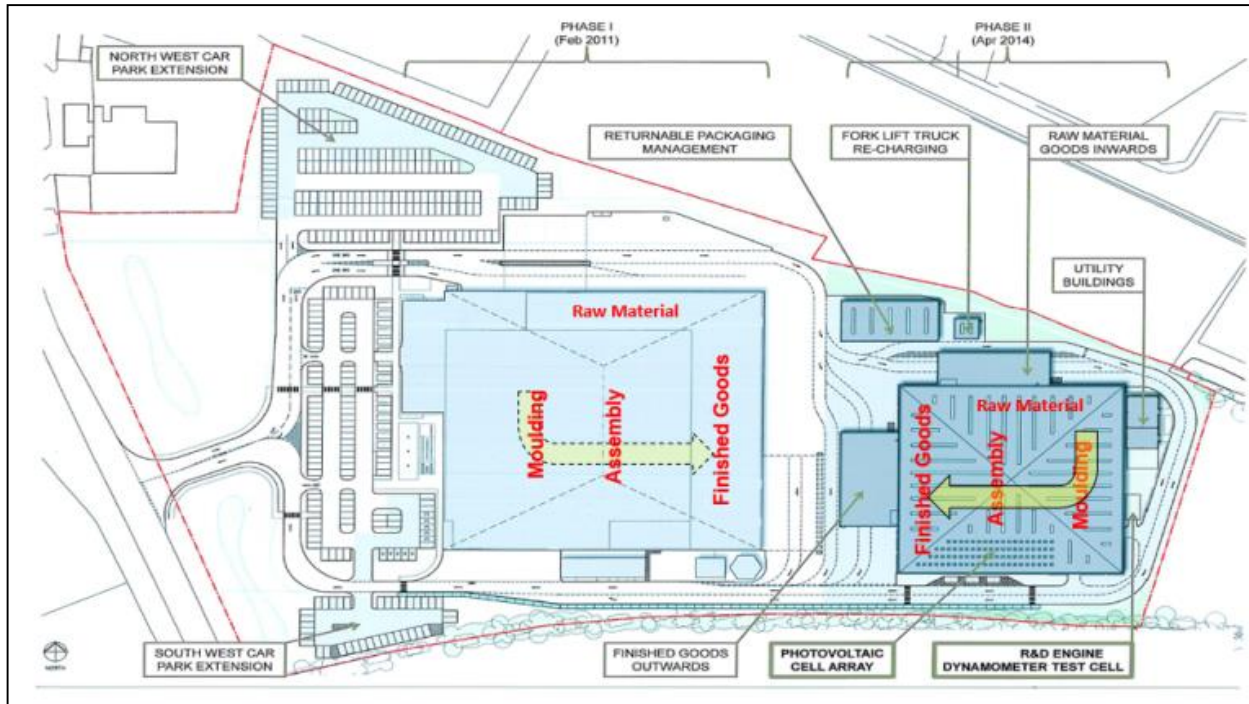 PHASE I
(Feb 2011)
PHASE II
(Apr 2014)
NORTH WEST CAR
PARK EXTENSION
RETURNABLE PACKAGING
MANAGEMENT
FORK LIFT TRUCK
RE-CHARGING
RAW MATERIAL
GOODS INWARDS
UTILITY
BUILDINGS
Raw Material
Moulding
Assembly
Finished Goods
Raw Material
Finished Goods
Assembly
Moulding
SOUTH WEST CAR
PARK EXTENSION
FINISHED GOODS
OUTWARDS
PHOTOVOLTAIC
CELL ARRAY
R&D ENGINE
DYNAMOMETER TEST CELL
NORTH